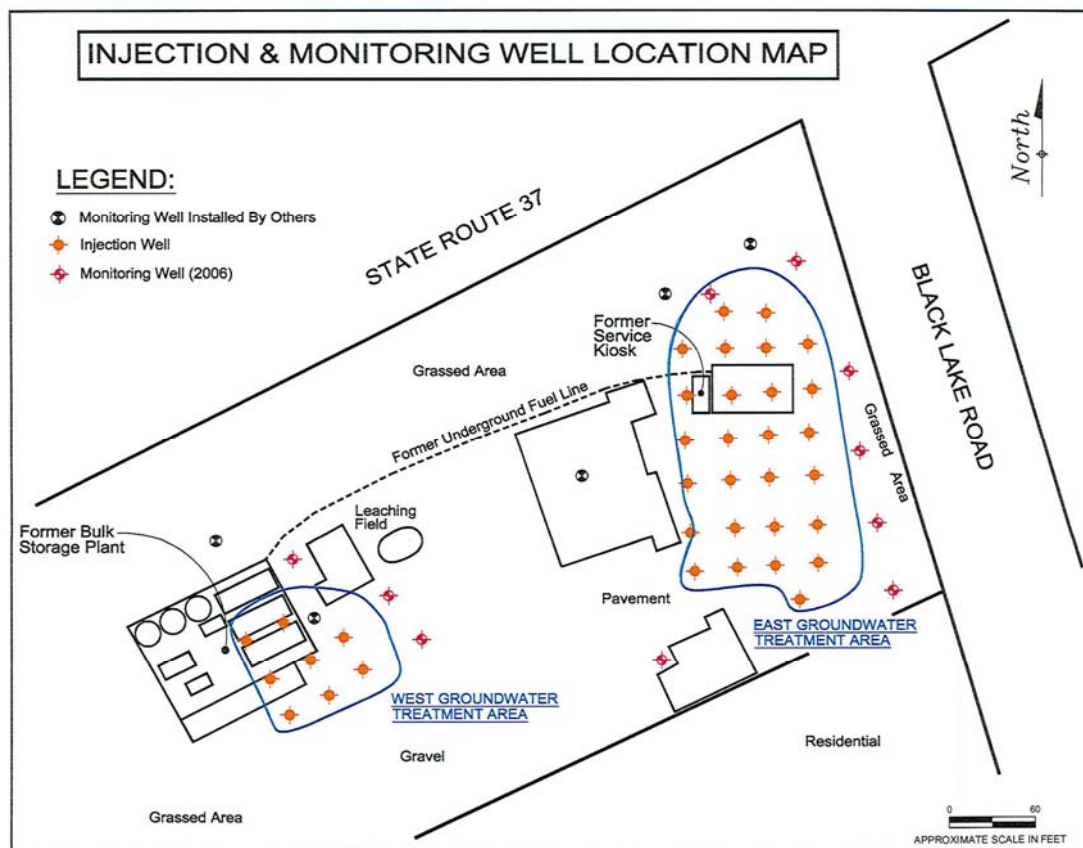 INJECTION & MONITORING WELL LOCATION MAP
North
LEGEND:
Monitoring Well Installed By Others
Injection Well
Monitoring Well (2006)
STATE ROUTE 37
BLACK LAKE ROAD
Former
Service
Kiosk
Grassed Area
Former Underground Fuel Line
Grassed Area
Leaching
Field
Former Bulk
Storage Plant
Pavement
EAST GROUNDWATER
TREATMENT AREA
WEST GROUNDWATER
TREATMENT AREA
Residential
Gravel
Grassed Area
0 60
APPROXIMATE SCALE IN FEET